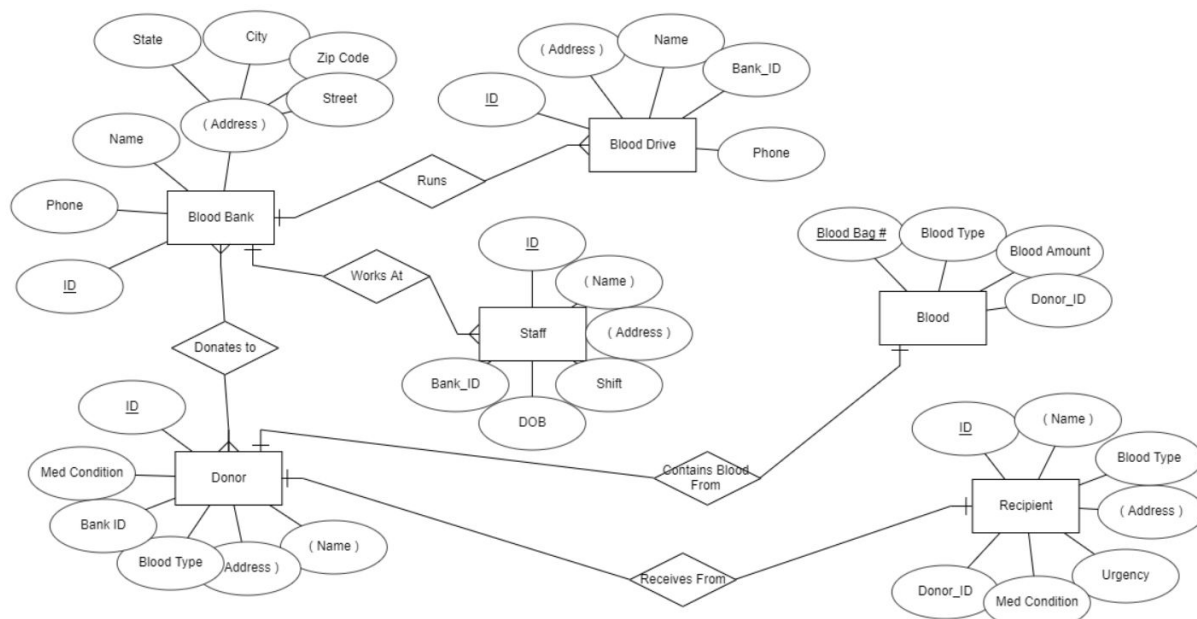 State
City
Zip Code
Street
( Address )
Name
Phone
ID
Blood Bank
Runs
( Address )
Name
Bank_ID
ID
Blood Drive
Phone
Works At
ID
( Name )
( Address )
Staff
Bank_ID
Shift
DOB
Blood Bag #
Blood Type
Blood Amount
Donor_ID
Blood
Donates to
ID
Med Condition
Donor
Bank ID
Blood Type
Address )
( Name )
Contains Blood
From
Receives From
ID
( Name )
Blood Type
Recipient
( Address )
Urgency
Donor_ID
Med Condition